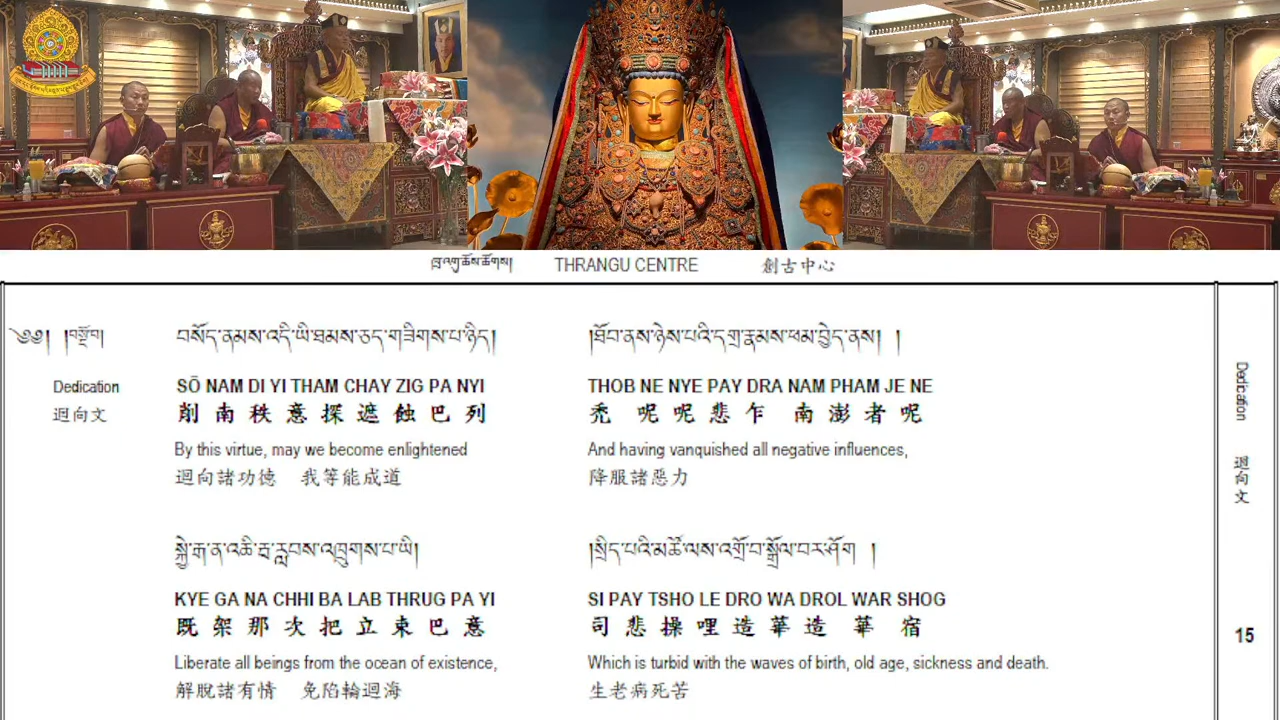 ཁྲ་འགུ་ཆོས་ཚོགས། THRANGU CENTRE 創古中心
༄༅། །བསྔོ་བ།
Dedication
迴向文
བསོད་ནམས་འདི་ཡི་ཐམས་ཅད་གཟིགས་པ་ཉིད།
SŌ NAM DI YI THAM CHAY ZIG PA NYI
削 南 秩 意 探 遮 蝕 巴 列
By this virtue, may we become enlightened
迴向諸功德 我等能成道
།ཐོབ་ནས་ཉེས་པའི་དགྲ་རྣམས་ཕམ་བྱེད་ནས། །
THOB NE NYE PAY DRA NAM PHAM JE NE
禿 呢 呢 悲 乍 南 澎 者 呢
And having vanquished all negative influences,
降服諸惡力
སྐྱེ་རྒ་ན་འཆི་རྦ་རླབས་འཁྲུགས་པ་ཡི།
KYE GA NA CHHI BA LAB THRUG PA YI
既 架 那 次 把 立 束 巴 意
Liberate all beings from the ocean of existence,
解脫諸有情 免陷輪迴海
།སྲིད་པའི་མཚོ་ལས་འགྲོ་བ་སྒྲོལ་བར་ཤོག །
SI PAY TSHO LE DRO WA DROL WAR SHOG
司 悲 操 哩 造 華 造 華 宿
Which is turbid with the waves of birth, old age, sickness and death.
生老病死苦
Dedication
迴向文
15